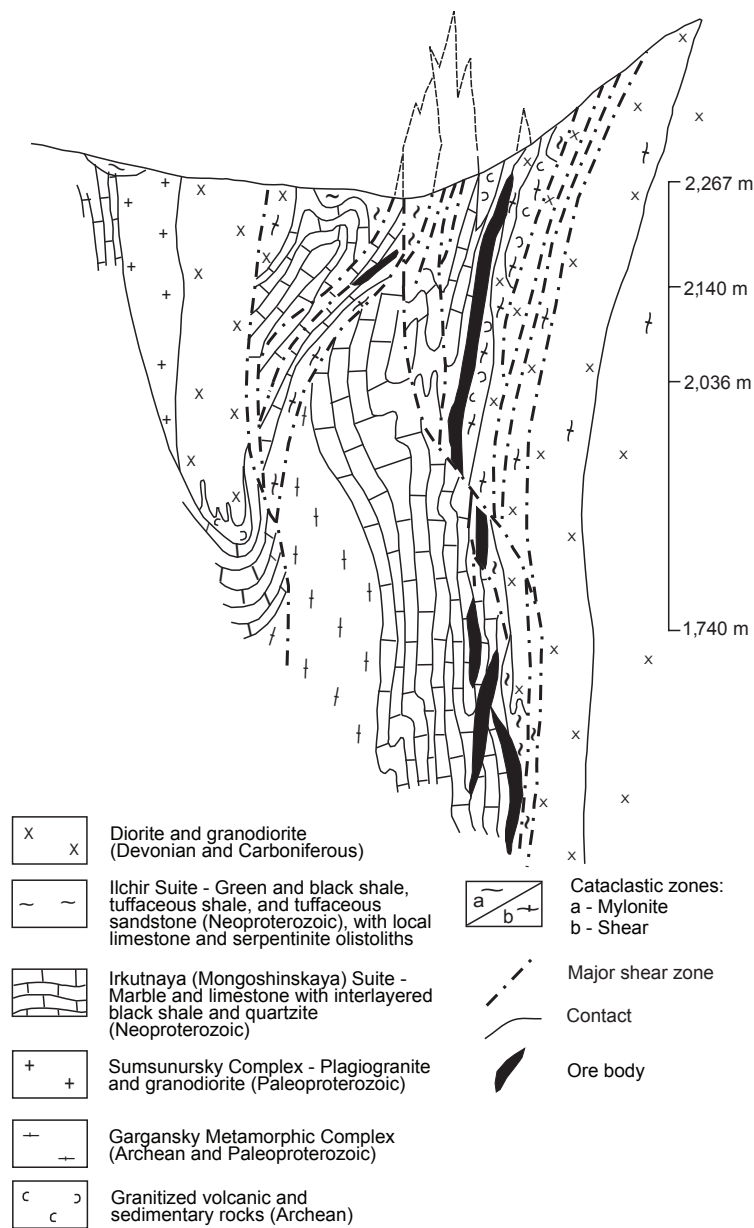 2,267 m
2,140 m
2,036 m
1,740 m
Diorite and granodiorite
(Devonian and Carboniferous)
Ilchir Suite - Green and black shale,
tuffaceous shale, and tuffaceous
sandstone (Neoproterozoic), with local
limestone and serpentinite olistoliths
Irkutnaya (Mongoshinskaya) Suite -
Marble and limestone with interlayered
black shale and quartzite
(Neoproterozoic)
Sumsunursky Complex - Plagiogranite
and granodiorite (Paleoproterozoic)
Gargansky Metamorphic Complex
(Archean and Paleoproterozoic)
Granitized volcanic and
sedimentary rocks (Archean)
a
b
Cataclastic zones:
a - Mylonite
b - Shear
Major shear zone
Contact
Ore body